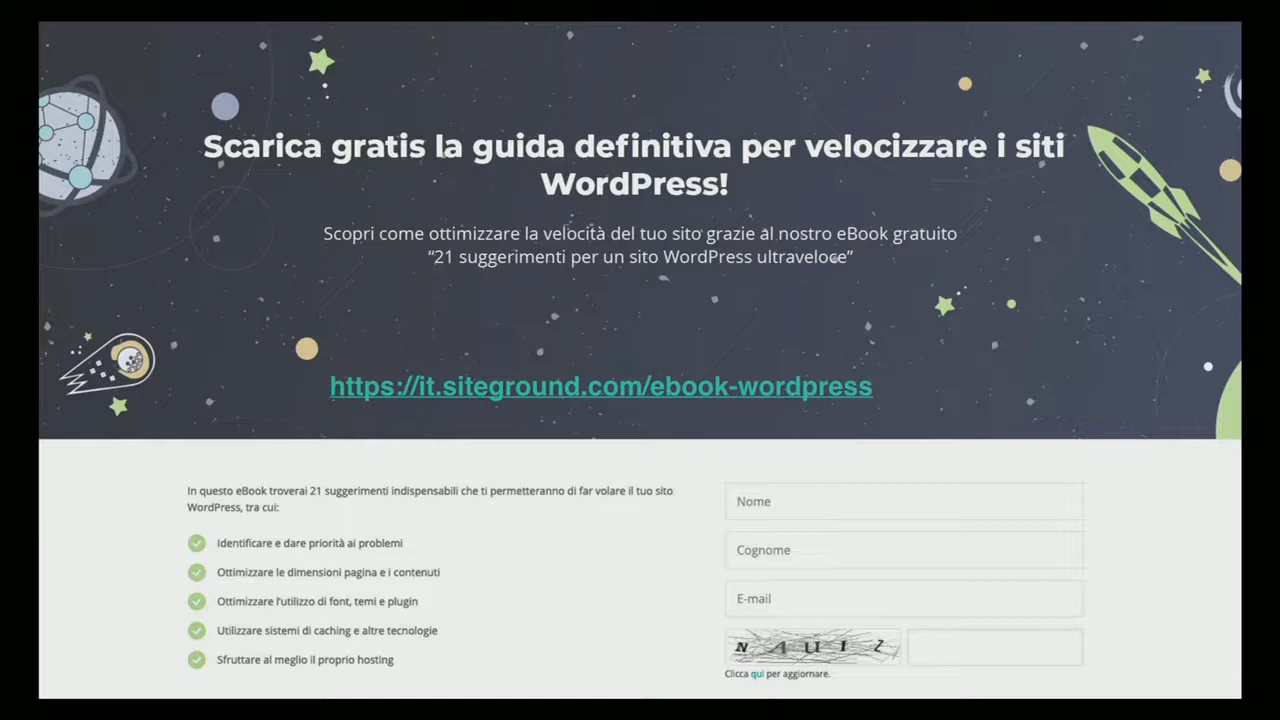 Scarica gratis la guida definitiva per velocizzare i siti
WordPress!
Scopri come ottimizzare la velocità del tuo sito grazie al nostro eBook gratuito
“21 suggerimenti per un sito WordPress ultraveloce”
https://it.siteground.com/ebook-wordpress
In questo eBook troverai 21 suggerimenti indispensabili che ti permetteranno di far volare il tuo sito
WordPress, tra cui:
Identificare e dare priorità ai problemi
Ottimizzare le dimensioni pagina e i contenuti
Ottimizzare l'utilizzo di font, temi e plugin
Utilizzare sistemi di caching e altre tecnologie
Sfruttare al meglio il proprio hosting
Nome
Cognome
E-mail
N A U I Z
Clicca qui per aggiornare.